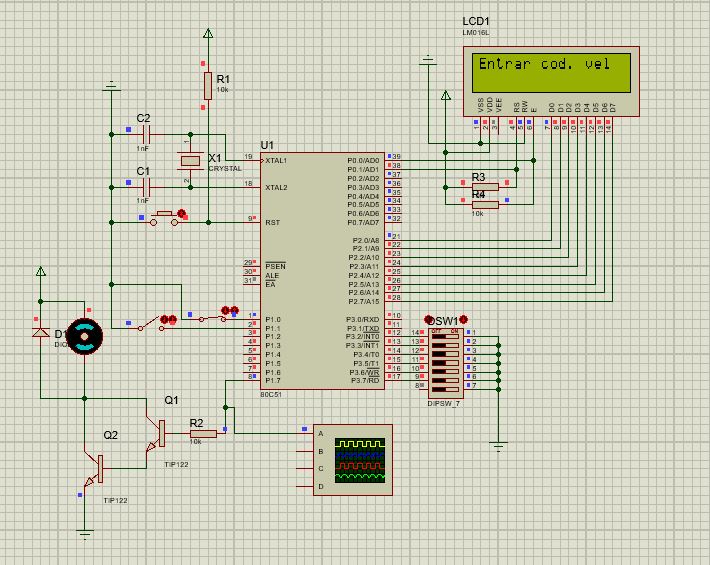 LCD1
LM016L
Entrar cod. vel
VSS VDD VEE RS RW E D0 D1 D2 D3 D4 D5 D6 D7
1 2 3 4 5 6 7 8 9 10 11 12 13 14
R1
10k
C2
1nF
X1
CRYSTAL
1
2
C1
1nF
R3
R4
10k
U1
19 XTAL1
18 XTAL2
9 RST
29 PSEN
30 ALE
31 EA
1 P1.0
2 P1.1
3 P1.2
4 P1.3
5 P1.4
6 P1.5
7 P1.6
8 P1.7
P0.0/AD0 39
P0.1/AD1 38
P0.2/AD2 37
P0.3/AD3 36
P0.4/AD4 35
P0.5/AD5 34
P0.6/AD6 33
P0.7/AD7 32
P2.0/A8 21
P2.1/A9 22
P2.2/A10 23
P2.3/A11 24
P2.4/A12 25
P2.5/A13 26
P2.6/A14 27
P2.7/A15 28
P3.0/RXD 10
P3.1/TXD 11
P3.2/INT0 12
P3.3/INT1 13
P3.4/T0 14
P3.5/T1 15
P3.6/WR 16
P3.7/RD 17
80C51
DSW1
OFF ON
14 1
13 2
12 3
11 4
10 5
9 6
8 7
DIPSW_7
D1
Q1
TIP122
R2
10k
Q2
TIP122
A
B
C
D